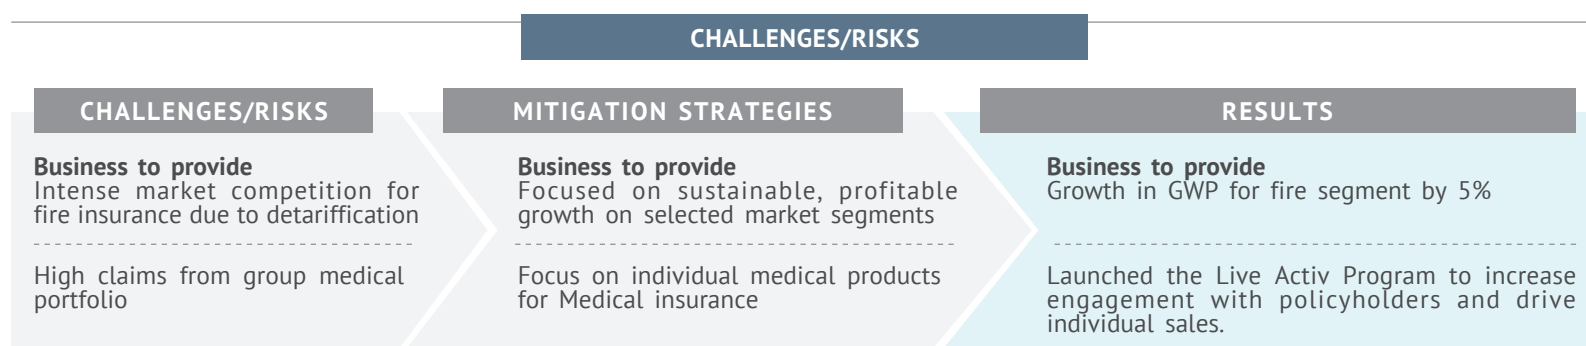 CHALLENGES/RISKS
CHALLENGES/RISKS
Business to provide
Intense market competition for
fire insurance due to detariffication
High claims from group medical
portfolio
MITIGATION STRATEGIES
Business to provide
Focused on sustainable, profitable
growth on selected market segments
Focus on individual medical products
for Medical insurance
RESULTS
Business to provide
Growth in GWP for fire segment by 5%
Launched the Live Activ Program to increase
engagement with policyholders and drive
individual sales.